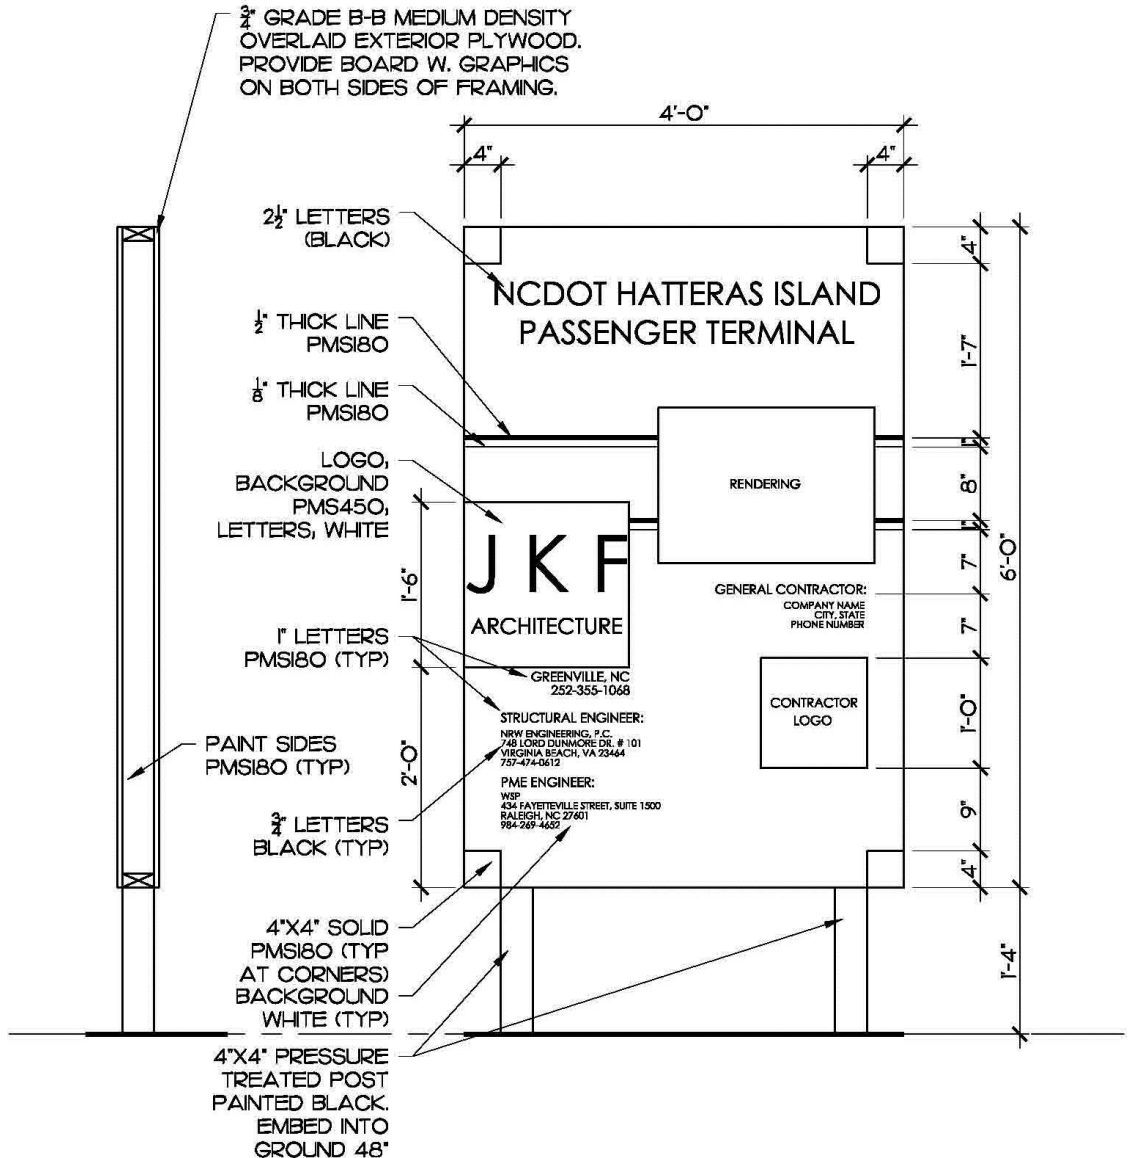 3/4" GRADE B-B MEDIUM DENSITY
OVERLAID EXTERIOR PLYWOOD.
PROVIDE BOARD W. GRAPHICS
ON BOTH SIDES OF FRAMING.
4'-0"
4"
4"
2 1/2" LETTERS
(BLACK)
1/2" THICK LINE
PMS180
1/8" THICK LINE
PMS180
LOGO,
BACKGROUND
PMS450,
LETTERS, WHITE
1'-6"
1" LETTERS
PMS180 (TYP)
PAINT SIDES
PMS180 (TYP)
2'-0"
3/4" LETTERS
BLACK (TYP)
4"X4" SOLID
PMS180 (TYP
AT CORNERS)
BACKGROUND
WHITE (TYP)
4"X4" PRESSURE
TREATED POST
PAINTED BLACK.
EMBED INTO
GROUND 48"
NCDOT HATTERAS ISLAND
PASSENGER TERMINAL
RENDERING
JKF
ARCHITECTURE
GREENVILLE, NC
252-355-1068
STRUCTURAL ENGINEER:
NRW ENGINEERING, P.C.
748 LORD DUNMORE DR. # 101
VIRGINIA BEACH, VA 23464
757-474-0612
PME ENGINEER:
WSP
434 FAYETTEVILLE STREET, SUITE 1500
RALEIGH, NC 27601
984-269-4652
GENERAL CONTRACTOR:
COMPANY NAME
CITY, STATE
PHONE NUMBER
CONTRACTOR
LOGO
4"
1'-7"
1"
8"
1"
7"
7"
1'-0"
9"
4"
6'-0"
1'-4"